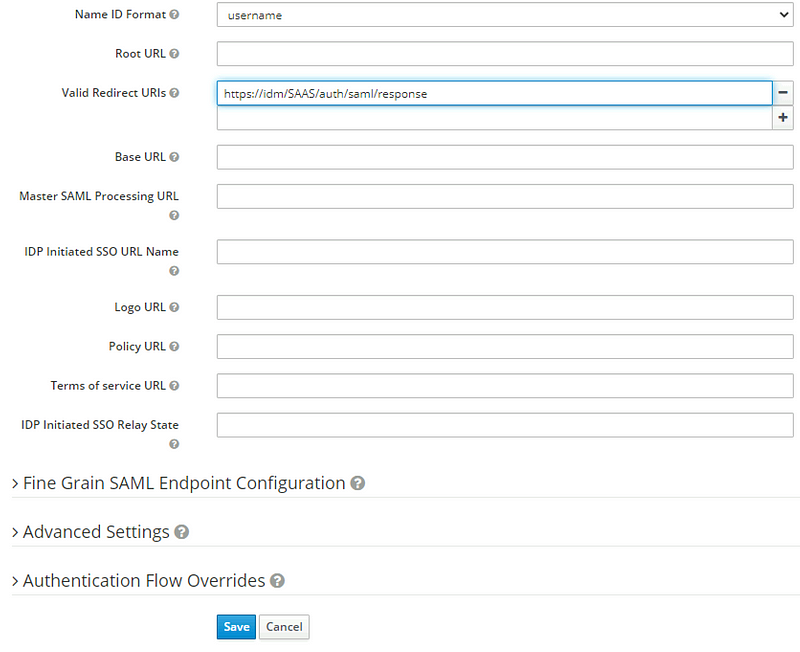 Name ID Format
username
Root URL
Valid Redirect URIs
https://idm/SAAS/auth/saml/response
Base URL
Master SAML Processing URL
IDP Initiated SSO URL Name
Logo URL
Policy URL
Terms of service URL
IDP Initiated SSO Relay State
Fine Grain SAML Endpoint Configuration
Advanced Settings
Authentication Flow Overrides
Save Cancel